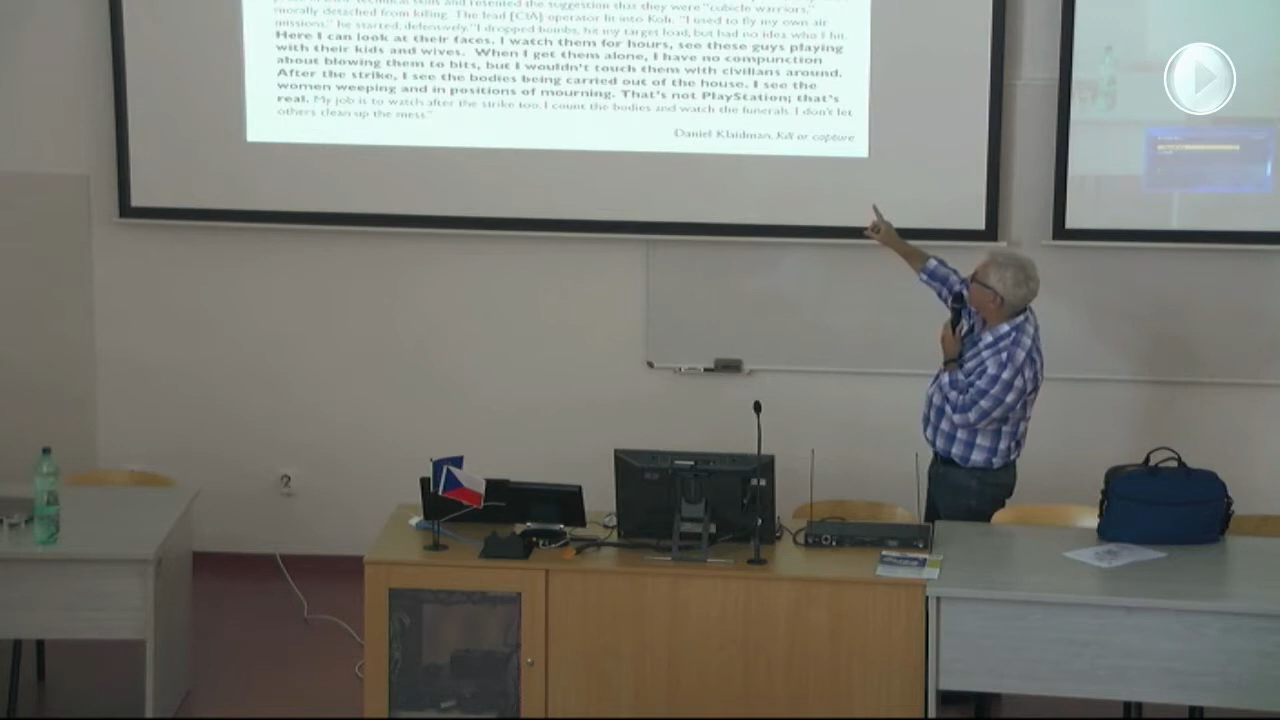 technical skills and resented the suggestion that they were "cubicle warriors,"
morally detached from killing. The lead [CIA] operator lit into Koh. "I used to fly my own air
missions," he started, defensively. "I dropped bombs, hit my target load, but had no idea who I hit.
Here I can look at their faces. I watch them for hours, see these guys playing
with their kids and wives. When I get them alone, I have no compunction
about blowing them to bits, but I wouldn't touch them with civilians around.
After the strike, I see the bodies being carried out of the house. I see the
women weeping and in positions of mourning. That's not PlayStation; that's
real. My job is to watch after the strike too. I count the bodies and watch the funerals. I don't let
others clean up the mess."
Daniel Klaidman, Kill or capture